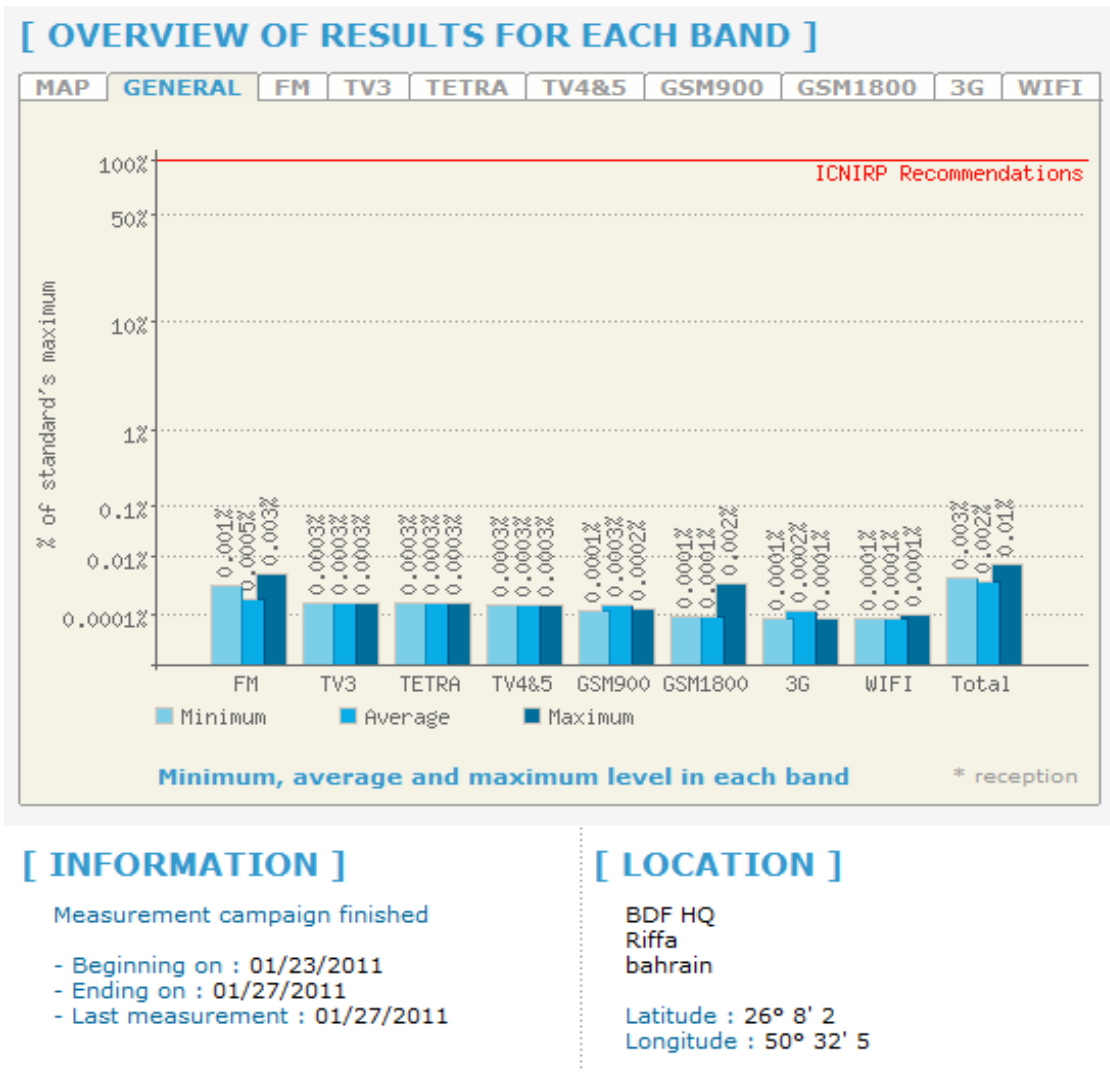 [ OVERVIEW OF RESULTS FOR EACH BAND ]
MAP GENERAL FM TV3 TETRA TV4&5 GSM900 GSM1800 3G WIFI
100%
ICNIRP Recommendations
50%
10%
1%
0.1%
0.01%
0.0001%
% of standard's maximum
0.001% 0.0005% 0.003%
0.0003% 0.0003% 0.0003%
0.0003% 0.0003% 0.0003%
0.0003% 0.0003% 0.0003%
0.0001% 0.0003% 0.0002%
0.0001% 0.0001% 0.002%
0.0001% 0.0002% 0.0001%
0.0001% 0.0001% 0.0001%
0.003% 0.002% 0.01%
FM TV3 TETRA TV4&5 GSM900 GSM1800 3G WIFI Total
Minimum Average Maximum
Minimum, average and maximum level in each band
* reception
[ INFORMATION ]
Measurement campaign finished
- Beginning on : 01/23/2011
- Ending on : 01/27/2011
- Last measurement : 01/27/2011
[ LOCATION ]
BDF HQ
Riffa
bahrain
Latitude : 26° 8' 2
Longitude : 50° 32' 5